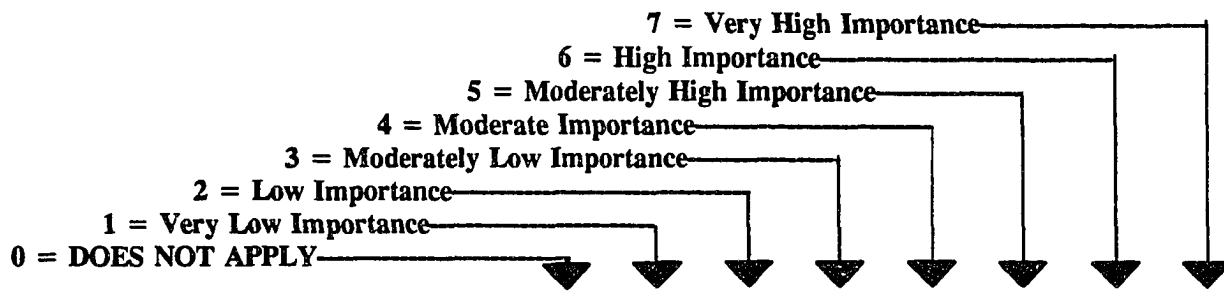 7 = Very High Importance
6 = High Importance
5 = Moderately High Importance
4 = Moderate Importance
3 = Moderately Low Importance
2 = Low Importance
1 = Very Low Importance
0 = DOES NOT APPLY